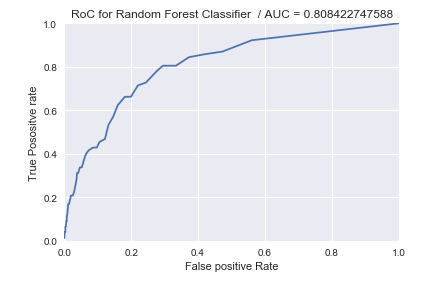 RoC for Random Forest Classifier / AUC = 0.808422747588
1.0
0.8
0.6
0.4
0.2
0.0
True Posositve rate
0.0 0.2 0.4 0.6 0.8 1.0
False positive Rate